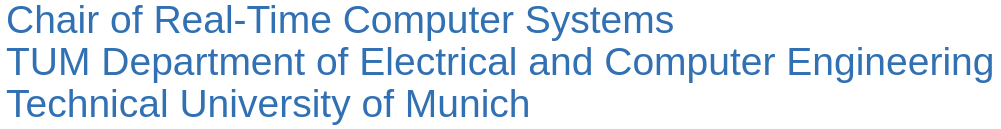 Chair of Real-Time Computer Systems
TUM Department of Electrical and Computer Engineering
Technical University of Munich